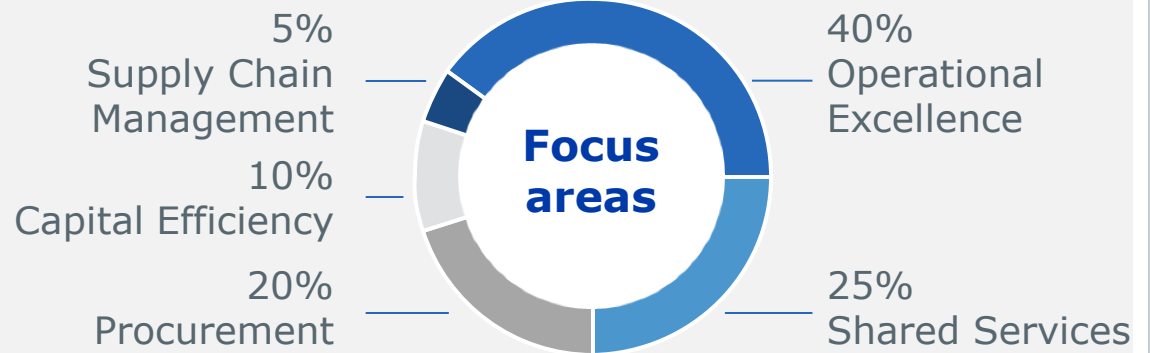 5%
Supply Chain
Management
10%
Capital Efficiency
20%
Procurement
Focus
areas
40%
Operational
Excellence
25%
Shared Services